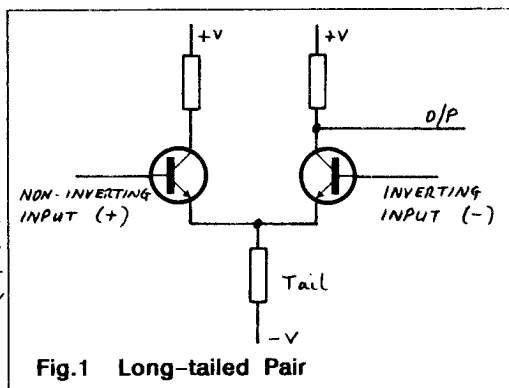 +V
+V
O/P
NON-INVERTING
INPUT (+)
INVERTING
INPUT (-)
Tail
-V
Fig.1 Long-tailed Pair